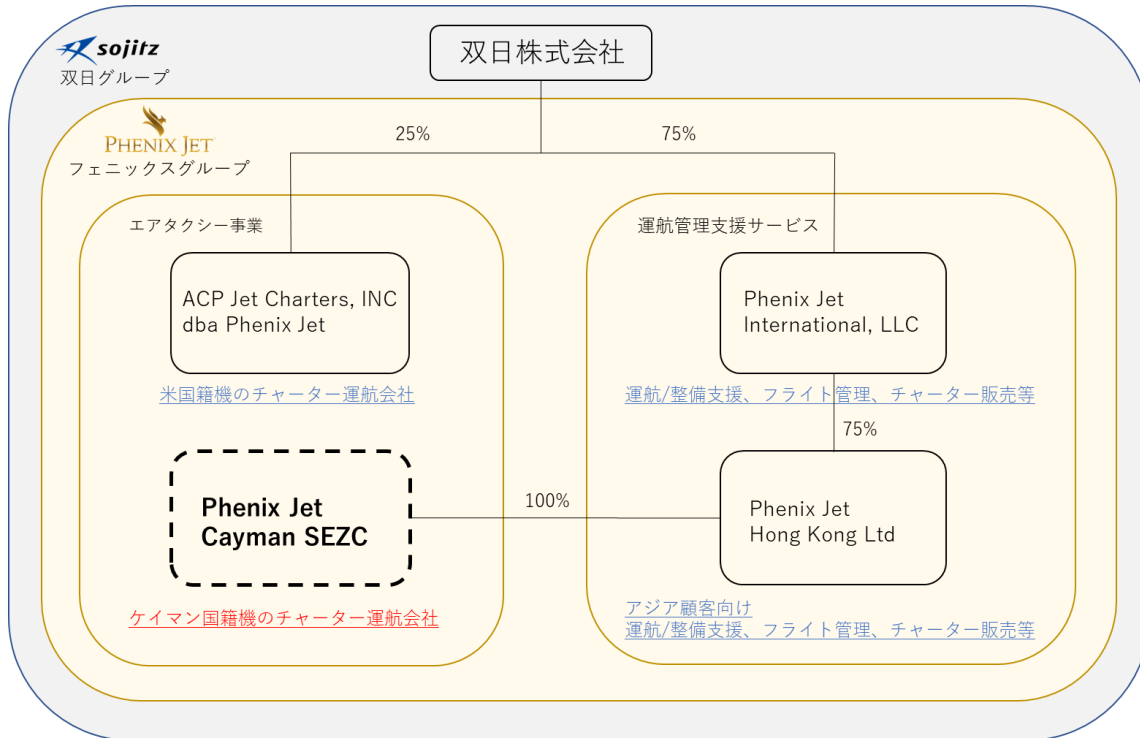 sojitz
双日グループ
双日株式会社
PHENIX JET
フェニックスグループ
25%
75%
エアタクシー事業
運航管理支援サービス
ACP Jet Charters, INC
dba Phenix Jet
Phenix Jet
International, LLC
米国籍機のチャーター運航会社
運航/整備支援、フライト管理、チャーター販売等
75%
Phenix Jet
Cayman SEZC
100%
Phenix Jet
Hong Kong Ltd
ケイマン国籍機のチャーター運航会社
アジア顧客向け
運航/整備支援、フライト管理、チャーター販売等